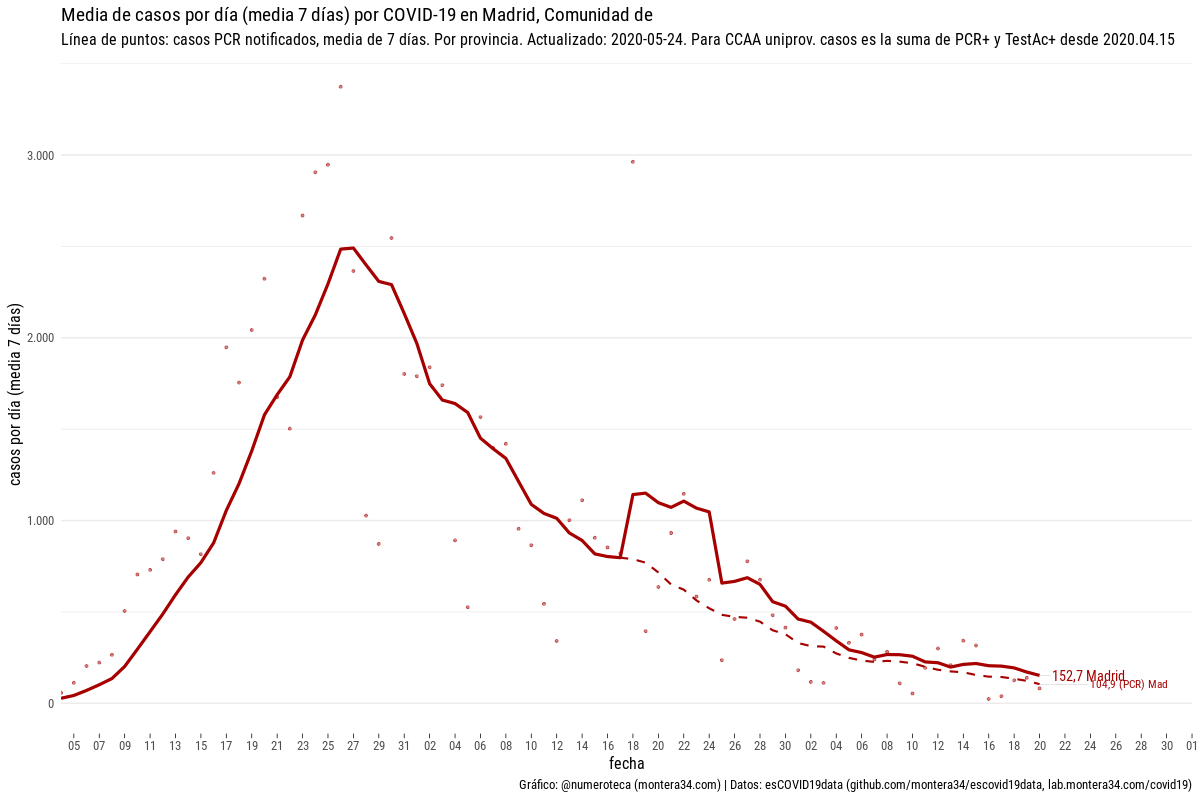 Media de casos por día (media 7 días) por COVID-19 en Madrid, Comunidad de
Línea de puntos: casos PCR notificados, media de 7 días. Por provincia. Actualizado: 2020-05-24. Para CCAA uniprov. casos es la suma de PCR+ y TestAc+ desde 2020.04.15
casos por día (media 7 días)
3.000
2.000
1.000
0
152,7 Madrid
104,9 (PCR) Mad
05 07 09 11 13 15 17 19 21 23 25 27 29 31 02 04 06 08 10 12 14 16 18 20 22 24 26 28 30 02 04 06 08 10 12 14 16 18 20 22 24 26 28 30 01
fecha
Gráfico: @numeroteca (montera34.com) | Datos: esCOVID19data (github.com/montera34/escovid19data, lab.montera34.com/covid19)